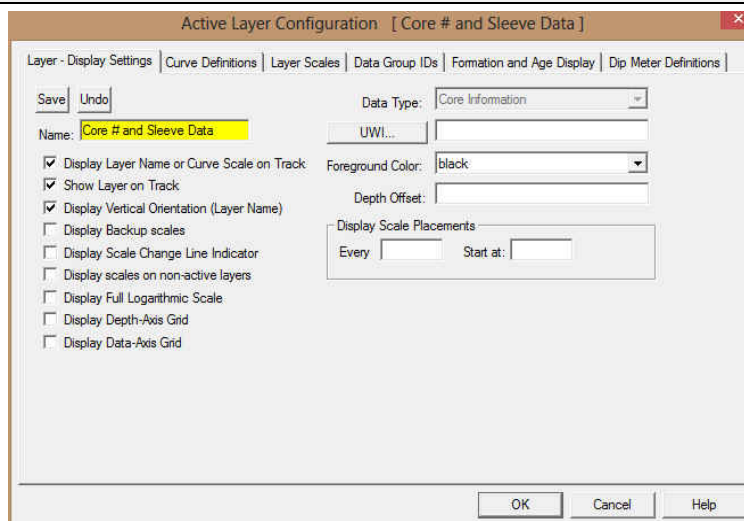 Active Layer Configuration [ Core # and Sleeve Data ]
Layer - Display Settings | Curve Definitions | Layer Scales | Data Group IDs | Formation and Age Display | Dip Meter Definitions
Save Undo
Name: Core # and Sleeve Data
Display Layer Name or Curve Scale on Track
Show Layer on Track
Display Vertical Orientation (Layer Name)
Display Backup scales
Display Scale Change Line Indicator
Display scales on non-active layers
Display Full Logarithmic Scale
Display Depth-Axis Grid
Display Data-Axis Grid
Data Type: Core Information
UWI...
Foreground Color: black
Depth Offset:
Display Scale Placements
Every Start at:
OK Cancel Help